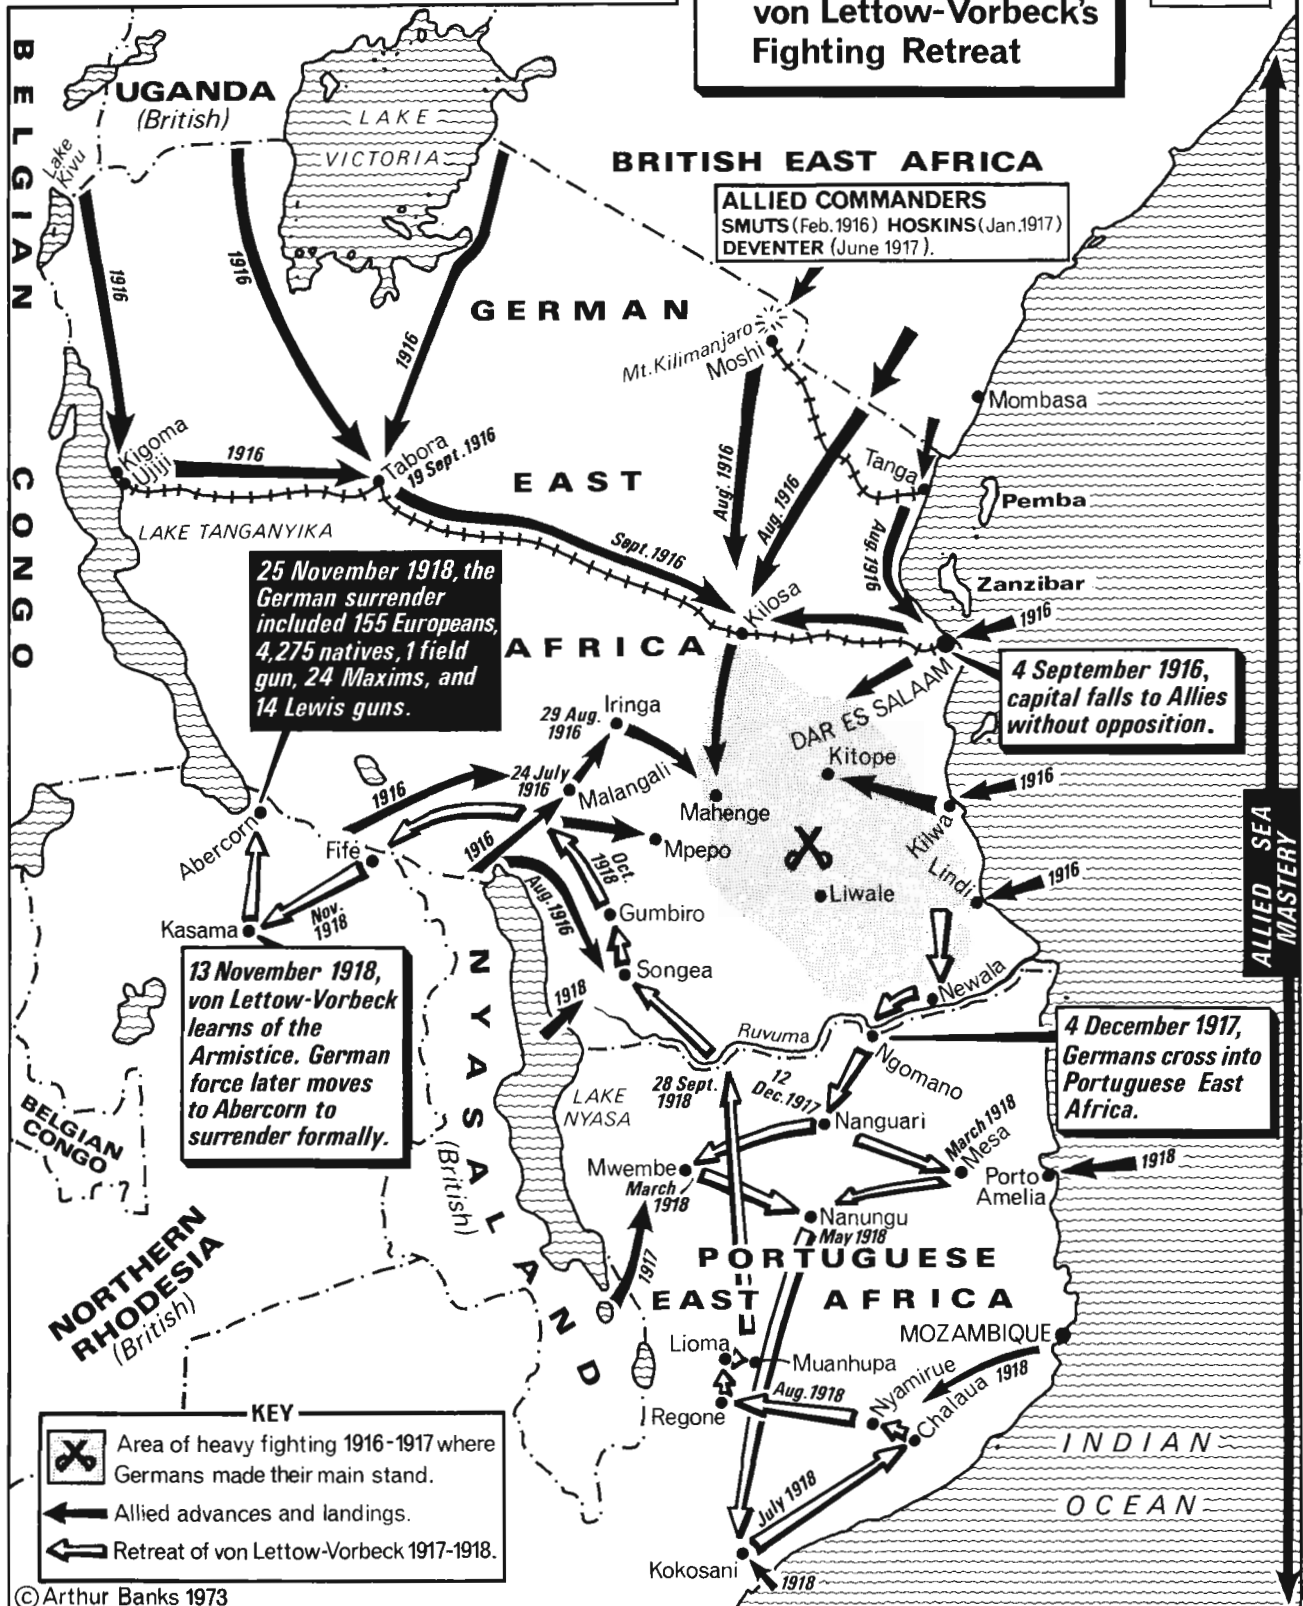 von Lettow-Vorbeck's
Fighting Retreat
BELGIAN CONGO
UGANDA
(British)
LAKE
VICTORIA
Lake
Kivu
BRITISH EAST AFRICA
ALLIED COMMANDERS
SMUTS (Feb. 1916) HOSKINS (Jan. 1917)
DEVENTER (June 1917).
1916
1916
1916
GERMAN
Mt. Kilimanjaro
Moshi
Mombasa
Kigoma
Ujiji
1916
Tabora
19 Sept. 1916
EAST
Aug. 1916
Aug. 1916
Tanga
Pemba
Aug. 1916
LAKE TANGANYIKA
Sept. 1916
Zanzibar
25 November 1918, the
German surrender
included 155 Europeans,
4,275 natives, 1 field
gun, 24 Maxims, and
14 Lewis guns.
Kilosa
1916
AFRICA
DAR ES SALAAM
4 September 1916,
capital falls to Allies
without opposition.
29 Aug.
1916
Iringa
Kitope
24 July
1916
Malangali
1916
Mahenge
1916
Kilwa
Abercorn
Fifé
1916
Mpepo
Oct.
1918
Lindi
1916
Liwale
Aug. 1916
Gumbiro
Kasama
Nov.
1918
ALLIED SEA
MASTERY
13 November 1918,
von Lettow-Vorbeck
learns of the
Armistice. German
force later moves
to Abercorn to
surrender formally.
NYASALAND
(British)
Songea
1918
Newala
Ruvuma
Ngomano
4 December 1917,
Germans cross into
Portuguese East
Africa.
28 Sept.
1918
12
Dec. 1917
LAKE
NYASA
Nanguari
March 1918
Mesa
BELGIAN
CONGO
?
Mwembe
March
1918
Porto
Amelia
1918
Nanungu
May 1918
NORTHERN
RHODESIA
(British)
1917
PORTUGUESE
EAST AFRICA
MOZAMBIQUE
Lioma
Muanhupa
Nyamirue
Chalaua
1918
Aug. 1918
Regone
INDIAN
OCEAN
July 1918
Kokosani
1918
KEY
Area of heavy fighting 1916-1917 where
Germans made their main stand.
Allied advances and landings.
Retreat of von Lettow-Vorbeck 1917-1918.
© Arthur Banks 1973